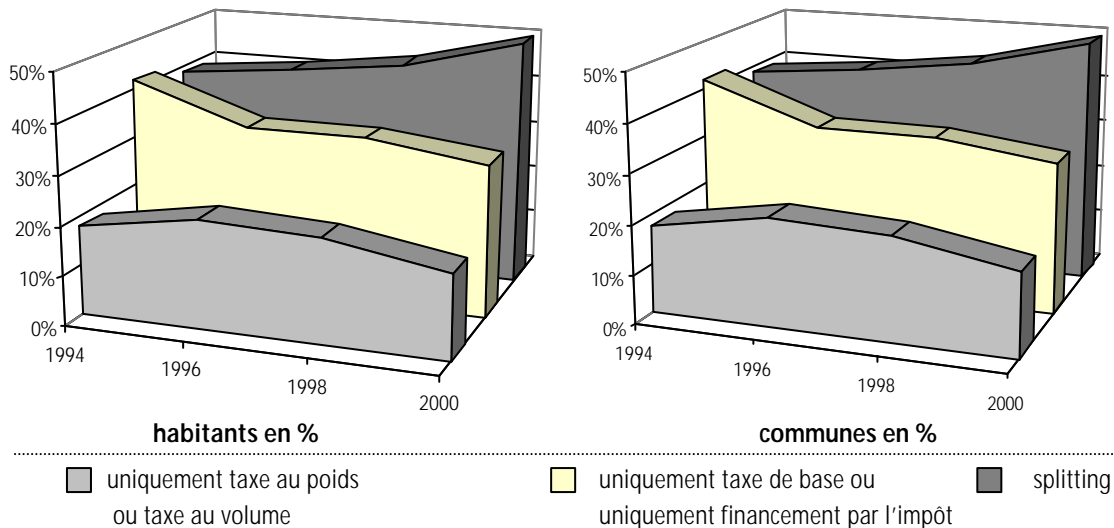 50%
40%
30%
20%
10%
0%
1994
1996
1998
2000
habitants en %
50%
40%
30%
20%
10%
0%
1994
1996
1998
2000
communes en %
uniquement taxe au poids
ou taxe au volume
uniquement taxe de base ou
uniquement financement par l'impôt
splitting